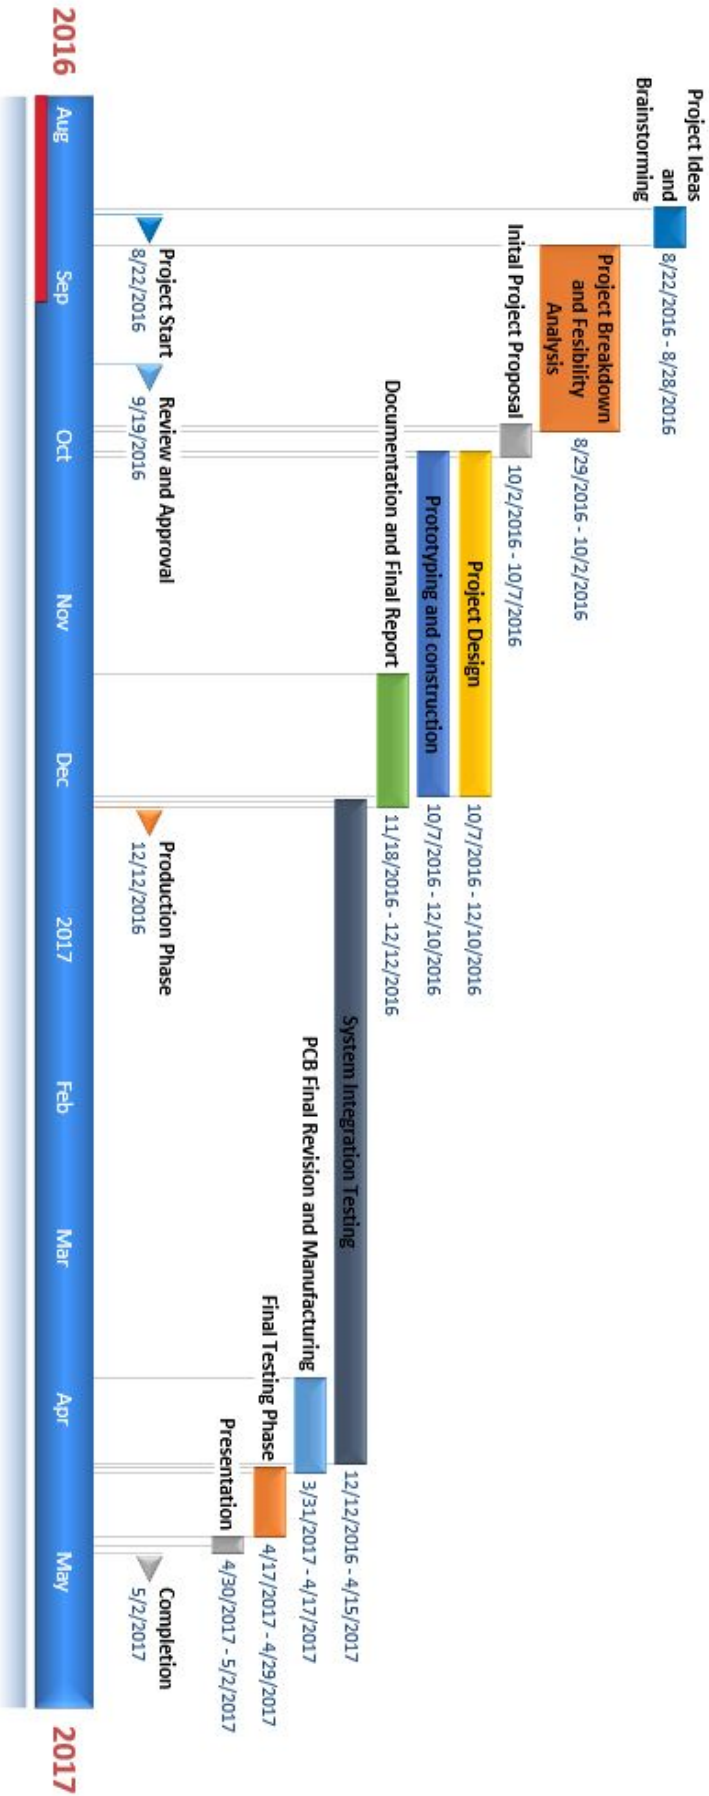 Project Ideas
and
Brainstorming
8/22/2016 - 8/28/2016
Project Breakdown
and Fesibility
Analysis
8/29/2016 - 10/2/2016
Inital Project Proposal
10/2/2016 - 10/7/2016
Project Design
10/7/2016 - 12/10/2016
Prototyping and construction
10/7/2016 - 12/10/2016
Documentation and Final Report
11/18/2016 - 12/12/2016
System Integration Testing
12/12/2016 - 4/15/2017
PCB Final Revision and Manufacturing
3/31/2017 - 4/17/2017
Final Testing Phase
4/17/2017 - 4/29/2017
Presentation
4/30/2017 - 5/2/2017
Project Start
8/22/2016
Review and Approval
9/19/2016
Production Phase
12/12/2016
Completion
5/2/2017
2016
Aug
Sep
Oct
Nov
Dec
2017
Feb
Mar
Apr
May
2017